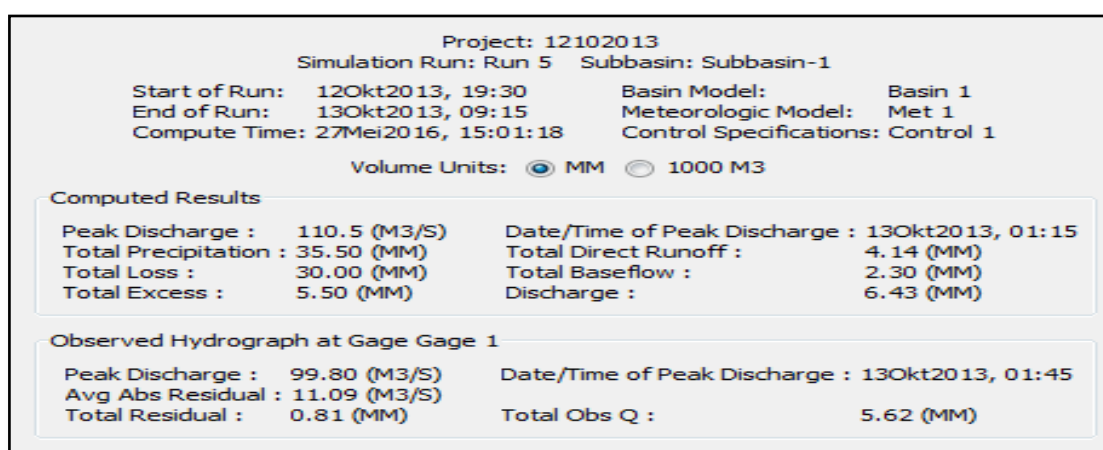 Project: 12102013
Simulation Run: Run 5 Subbasin: Subbasin-1
Start of Run: 12Okt2013, 19:30 Basin Model: Basin 1
End of Run: 13Okt2013, 09:15 Meteorologic Model: Met 1
Compute Time: 27Mei2016, 15:01:18 Control Specifications: Control 1
Volume Units: MM 1000 M3
Computed Results
Peak Discharge : 110.5 (M3/S) Date/Time of Peak Discharge : 13Okt2013, 01:15
Total Precipitation : 35.50 (MM) Total Direct Runoff : 4.14 (MM)
Total Loss : 30.00 (MM) Total Baseflow : 2.30 (MM)
Total Excess : 5.50 (MM) Discharge : 6.43 (MM)
Observed Hydrograph at Gage Gage 1
Peak Discharge : 99.80 (M3/S) Date/Time of Peak Discharge : 13Okt2013, 01:45
Avg Abs Residual : 11.09 (M3/S)
Total Residual : 0.81 (MM) Total Obs Q : 5.62 (MM)